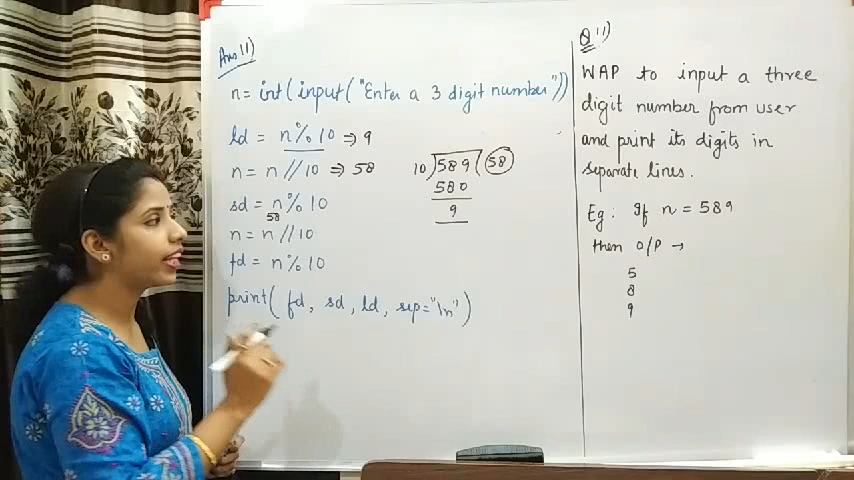 Ans 11)
n = int(input("Enter a 3 digit number"))
ld = n%10 ⇒ 9
n = n//10 ⇒ 58
sd = n%10
58
n = n//10
fd = n%10
print( fd, sd, ld, sep="\n")
10)589(58
580
9
Q 11)
WAP to input a three
digit number from user
and print its digits in
separate lines.
Eg: If n = 589
then O/P →
5
8
9